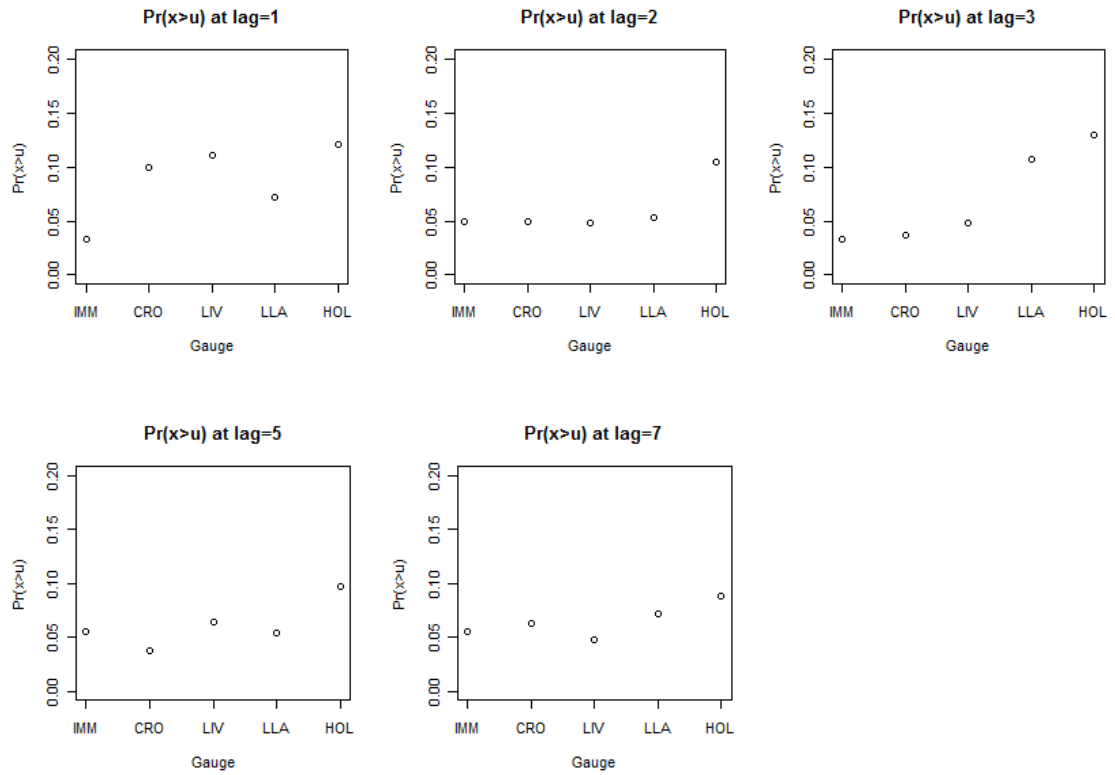 Pr(x>u) at lag=1
Pr(x>u)
0.20
0.15
0.10
0.05
0.00
IMM CRO LIV LLA HOL
Gauge
Pr(x>u) at lag=2
Pr(x>u)
0.20
0.15
0.10
0.05
0.00
IMM CRO LIV LLA HOL
Gauge
Pr(x>u) at lag=3
Pr(x>u)
0.20
0.15
0.10
0.05
0.00
IMM CRO LIV LLA HOL
Gauge
Pr(x>u) at lag=5
Pr(x>u)
0.20
0.15
0.10
0.05
0.00
IMM CRO LIV LLA HOL
Gauge
Pr(x>u) at lag=7
Pr(x>u)
0.20
0.15
0.10
0.05
0.00
IMM CRO LIV LLA HOL
Gauge